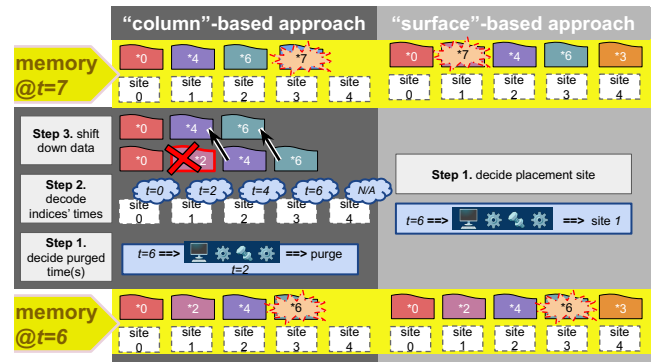 “column”-based approach
“surface”-based approach
memory
@t=7
*0 *4 *6 *7
site 0 site 1 site 2 site 3 site 4
*0 *7 *4 *6 *3
site 0 site 1 site 2 site 3 site 4
Step 3. shift
down data
*0 *4 *6
*0 *2 *4 *6
Step 2.
decode
indices' times
t=0 t=2 t=4 t=6 N/A
site 0 site 1 site 2 site 3 site 4
Step 1.
decide purged
time(s)
t=6 ==> ==> purge
t=2
Step 1. decide placement
site
t=6 ==> ==> site 1
memory
@t=6
*0 *2 *4 *6
site 0 site 1 site 2 site 3 site 4
*0 *2 *4 *6 *3
site 0 site 1 site 2 site 3 site 4